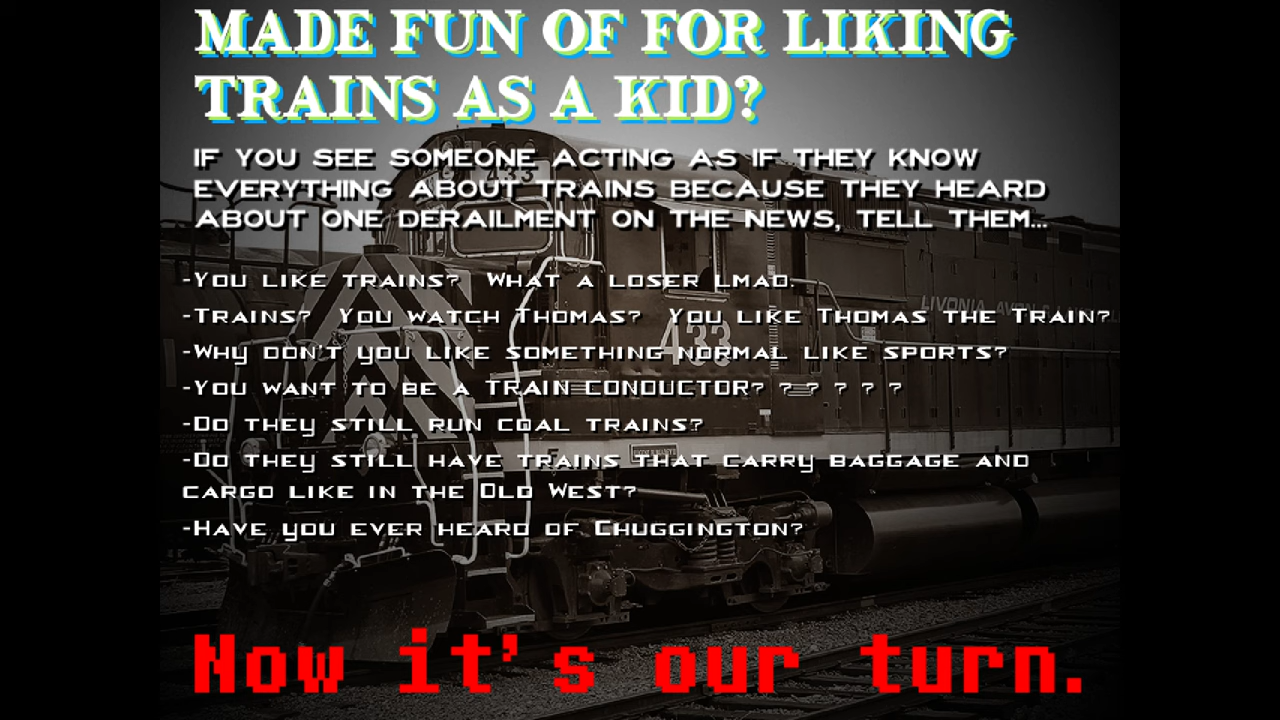 MADE FUN OF FOR LIKING
TRAINS AS A KID?
IF YOU SEE SOMEONE ACTING AS IF THEY KNOW
EVERYTHING ABOUT TRAINS BECAUSE THEY HEARD
ABOUT ONE DERAILMENT ON THE NEWS, TELL THEM...
-YOU LIKE TRAINS? WHAT A LOSER LMAO.
-TRAINS? YOU WATCH THOMAS? YOU LIKE THOMAS THE TRAIN?
-WHY DON'T YOU LIKE SOMETHING NORMAL LIKE SPORTS?
-YOU WANT TO BE A TRAIN CONDUCTOR? ? ? ? ? ?
-DO THEY STILL RUN COAL TRAINS?
-DO THEY STILL HAVE TRAINS THAT CARRY BAGGAGE AND
CARGO LIKE IN THE OLD WEST?
-HAVE YOU EVER HEARD OF CHUGGINGTON?
Now it's our turn.
433
LIVONIA AVON &
433